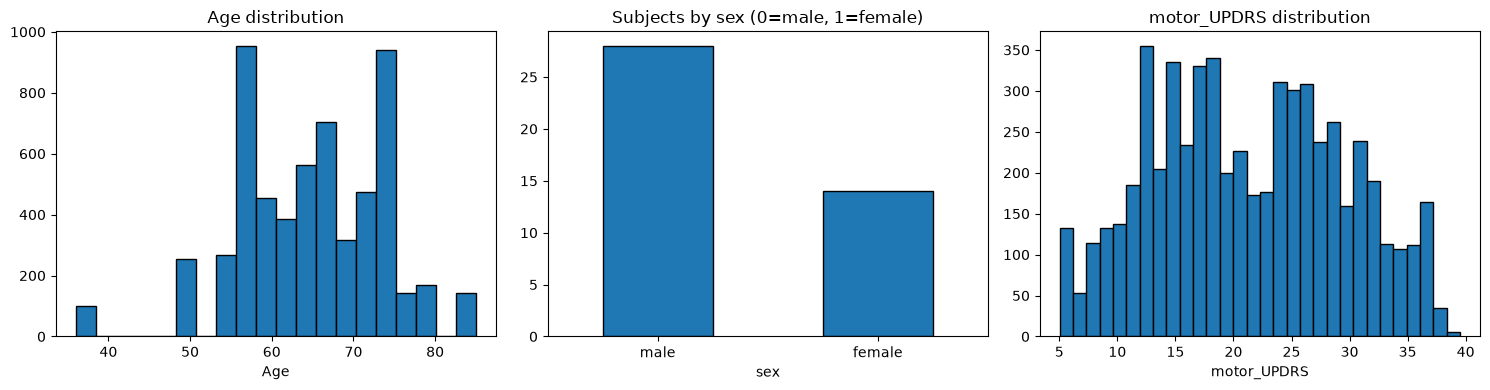 Age distribution
1000
800
600
400
200
0
40 50 60 70 80
Age
Subjects by sex (0=male, 1=female)
25
20
15
10
5
0
male female
sex
motor_UPDRS distribution
350
300
250
200
150
100
50
0
5 10 15 20 25 30 35 40
motor_UPDRS